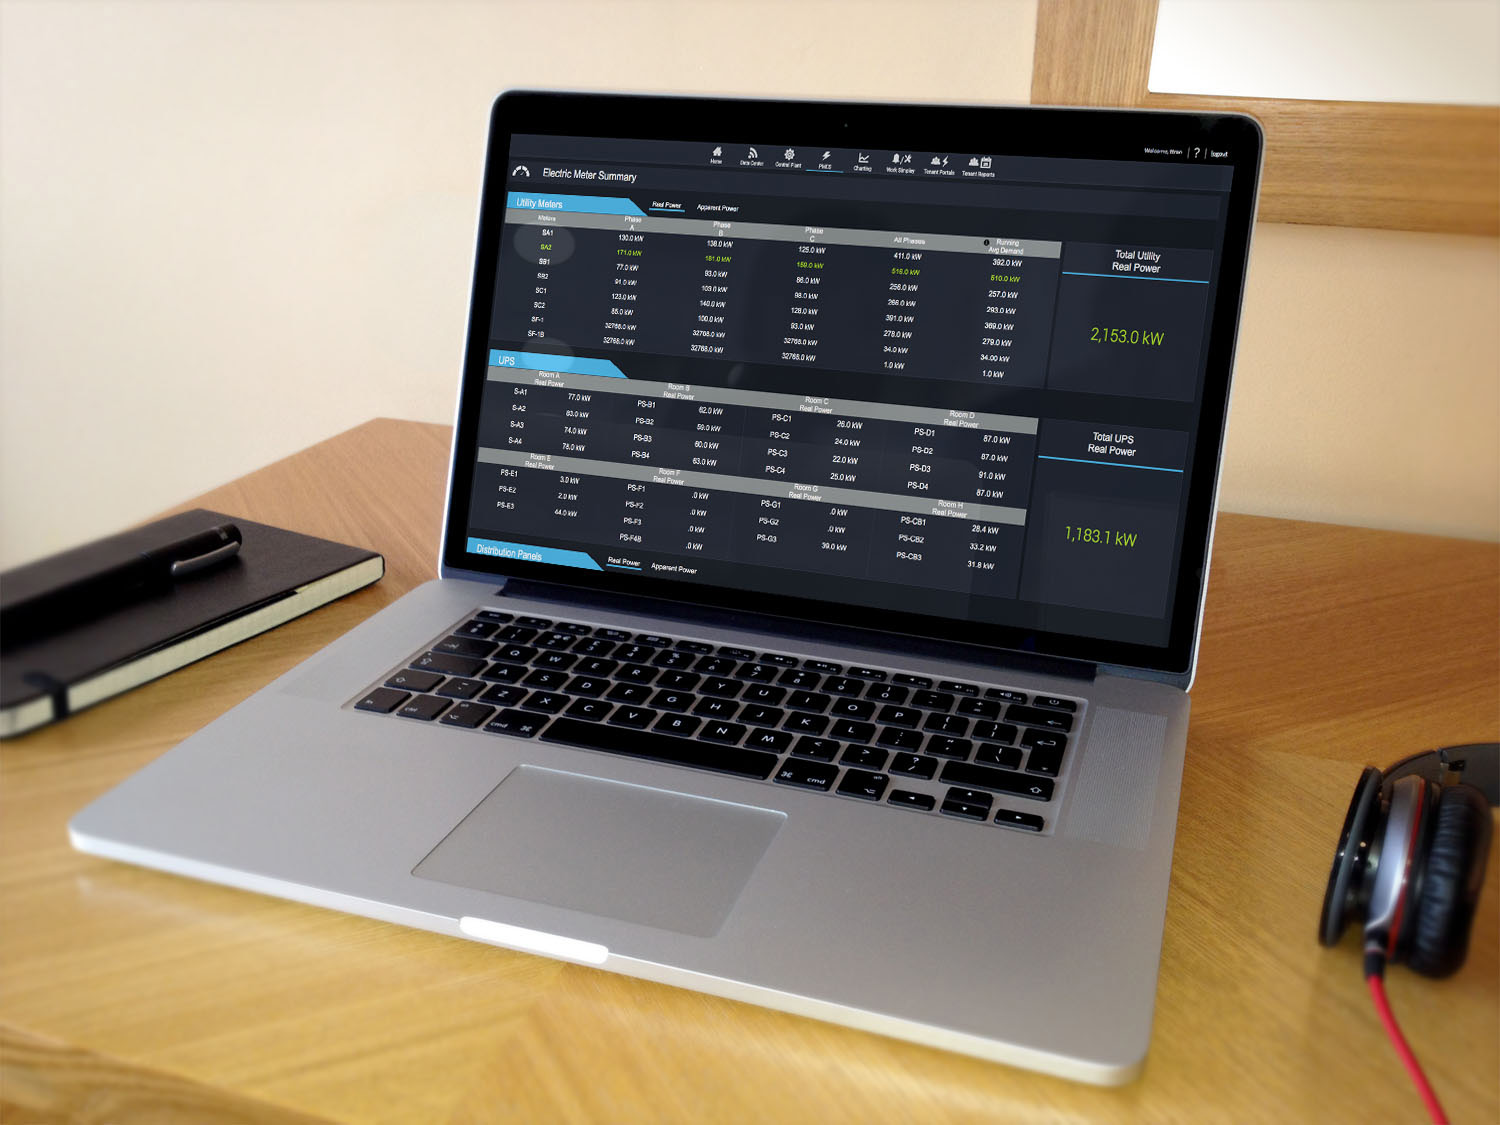 Welcome, Bron | ? | logout
Home Data Center Central Plant PMDS Charting Work Simpley Tenant Portals Tenant Reports
Electric Meter Summary
Utility Meters Real Power Apparent Power
Meters Phase A Phase B Phase C All Phases Running Avg Demand
SA1 130.0 kW 138.0 kW 125.0 kW 411.0 kW 392.0 kW
SA2 171.0 kW 181.0 kW 159.0 kW 516.0 kW 510.0 kW
SB1 77.0 kW 93.0 kW 86.0 kW 256.0 kW 257.0 kW
SB2 91.0 kW 103.0 kW 98.0 kW 266.0 kW 293.0 kW
SC1 123.0 kW 140.0 kW 128.0 kW 391.0 kW 369.0 kW
SC2 85.0 kW 100.0 kW 93.0 kW 278.0 kW 279.0 kW
SF-1 32768.0 kW 32768.0 kW 32768.0 kW 34.0 kW 34.00 kW
SF-1B 32768.0 kW 32768.0 kW 32768.0 kW 1.0 kW 1.0 kW
Total Utility
Real Power
2,153.0 kW
UPS
Room A Real Power Room B Real Power Room C Real Power Room D Real Power
S-A1 77.0 kW PS-B1 62.0 kW PS-C1 26.0 kW PS-D1 87.0 kW
S-A2 83.0 kW PS-B2 59.0 kW PS-C2 24.0 kW PS-D2 87.0 kW
S-A3 74.0 kW PS-B3 60.0 kW PS-C3 22.0 kW PS-D3 91.0 kW
S-A4 78.0 kW PS-B4 63.0 kW PS-C4 25.0 kW PS-D4 87.0 kW
Room E Real Power Room F Real Power Room G Real Power Room H Real Power
PS-E1 3.0 kW PS-F1 .0 kW PS-G1 .0 kW PS-CB1 28.4 kW
PS-E2 2.0 kW PS-F2 .0 kW PS-G2 .0 kW PS-CB2 33.2 kW
PS-E3 44.0 kW PS-F3 .0 kW PS-G3 39.0 kW PS-CB3 31.8 kW
PS-F4B .0 kW
Total UPS
Real Power
1,183.1 kW
Distribution Panels Real Power Apparent Power
Q W E R T Y U I O P
A S D F G H J K L
Z X C V B N M
fn ctrl cmd cmd